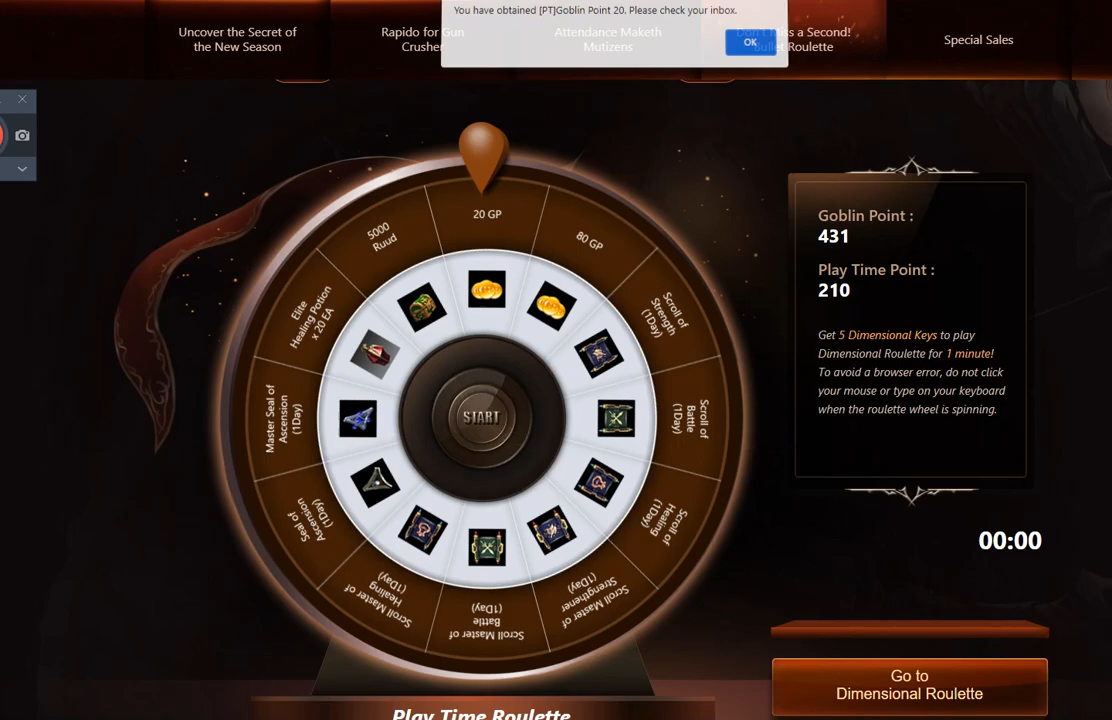 You have obtained [PT]Goblin Point 20. Please check your inbox.
OK
Uncover the Secret of
the New Season
Rapido for Gun
Crusher
Attendance Maketh
Mutizens
Don't Miss a Second!
Bullet Roulette
Special Sales
20 GP
80 GP
Scroll of
Strength
(1Day)
Scroll of
Battle
(1Day)
Scroll of
Healing
(1Day)
Scroll Master of
Strengthener
(1Day)
Scroll Master of
Battle
(1Day)
Scroll Master of
Healing
(1Day)
Seal of
Ascension
(1Day)
Master Seal of
Ascension
(1Day)
Elite
Healing Potion
x 20 EA
5000
Ruud
START
Goblin Point :
431
Play Time Point :
210
Get 5 Dimensional Keys to play
Dimensional Roulette for 1 minute!
To avoid a browser error, do not click
your mouse or type on your keyboard
when the roulette wheel is spinning.
00:00
Go to
Dimensional Roulette
Play Time Roulette